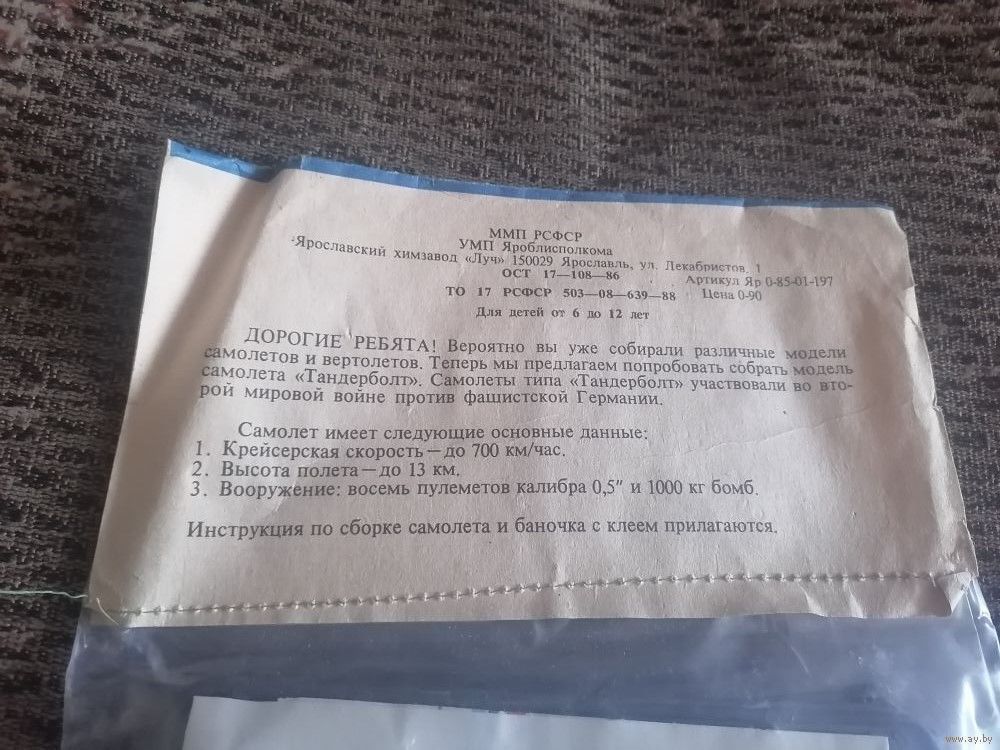 ММП РСФСР
УМП Яроблисполкома
Ярославский химзавод «Луч» 150029 Ярославль, ул. Декабристов, 1
ОСТ 17—108—86 Артикул Яр 0-85-01-197
ТО 17 РСФСР 503—08—639—88 Цена 0-90
Для детей от 6 до 12 лет
ДОРОГИЕ РЕБЯТА! Вероятно вы уже собирали различные модели
самолетов и вертолетов. Теперь мы предлагаем попробовать собрать модель
самолета «Тандерболт». Самолеты типа «Тандерболт» участвовали во вто-
рой мировой войне против фашистской Германии.
Самолет имеет следующие основные данные:
1. Крейсерская скорость — до 700 км/час.
2. Высота полета — до 13 км.
3. Вооружение: восемь пулеметов калибра 0,5" и 1000 кг бомб.
Инструкция по сборке самолета и баночка с клеем прилагаются.
www.ay.by